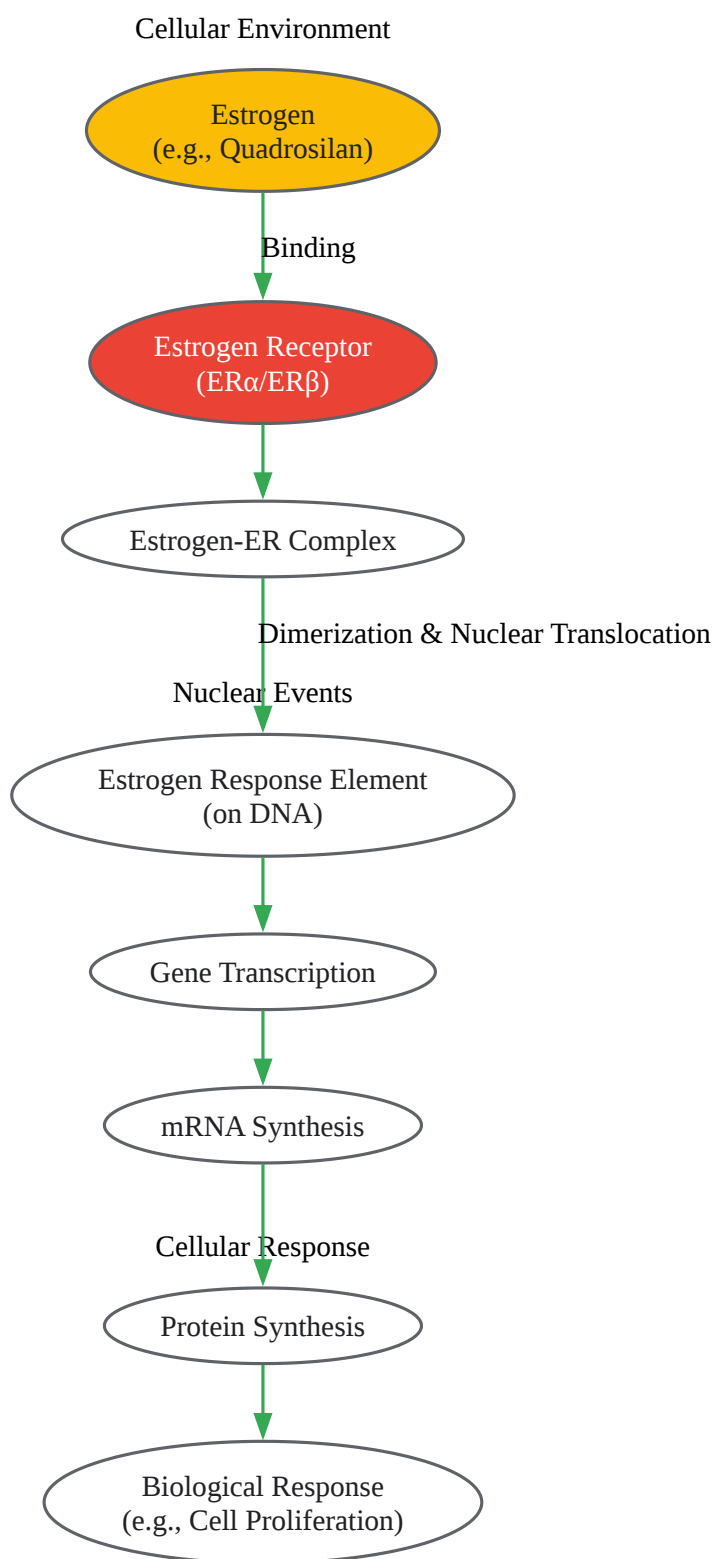 Cellular Environment
Estrogen
(e.g., Quadrosilan)
Binding
Estrogen Receptor
(ERα/ERβ)
Estrogen-ER Complex
Dimerization & Nuclear Translocation
Nuclear Events
Estrogen Response Element
(on DNA)
Gene Transcription
mRNA Synthesis
Cellular Response
Protein Synthesis
Biological Response
(e.g., Cell Proliferation)